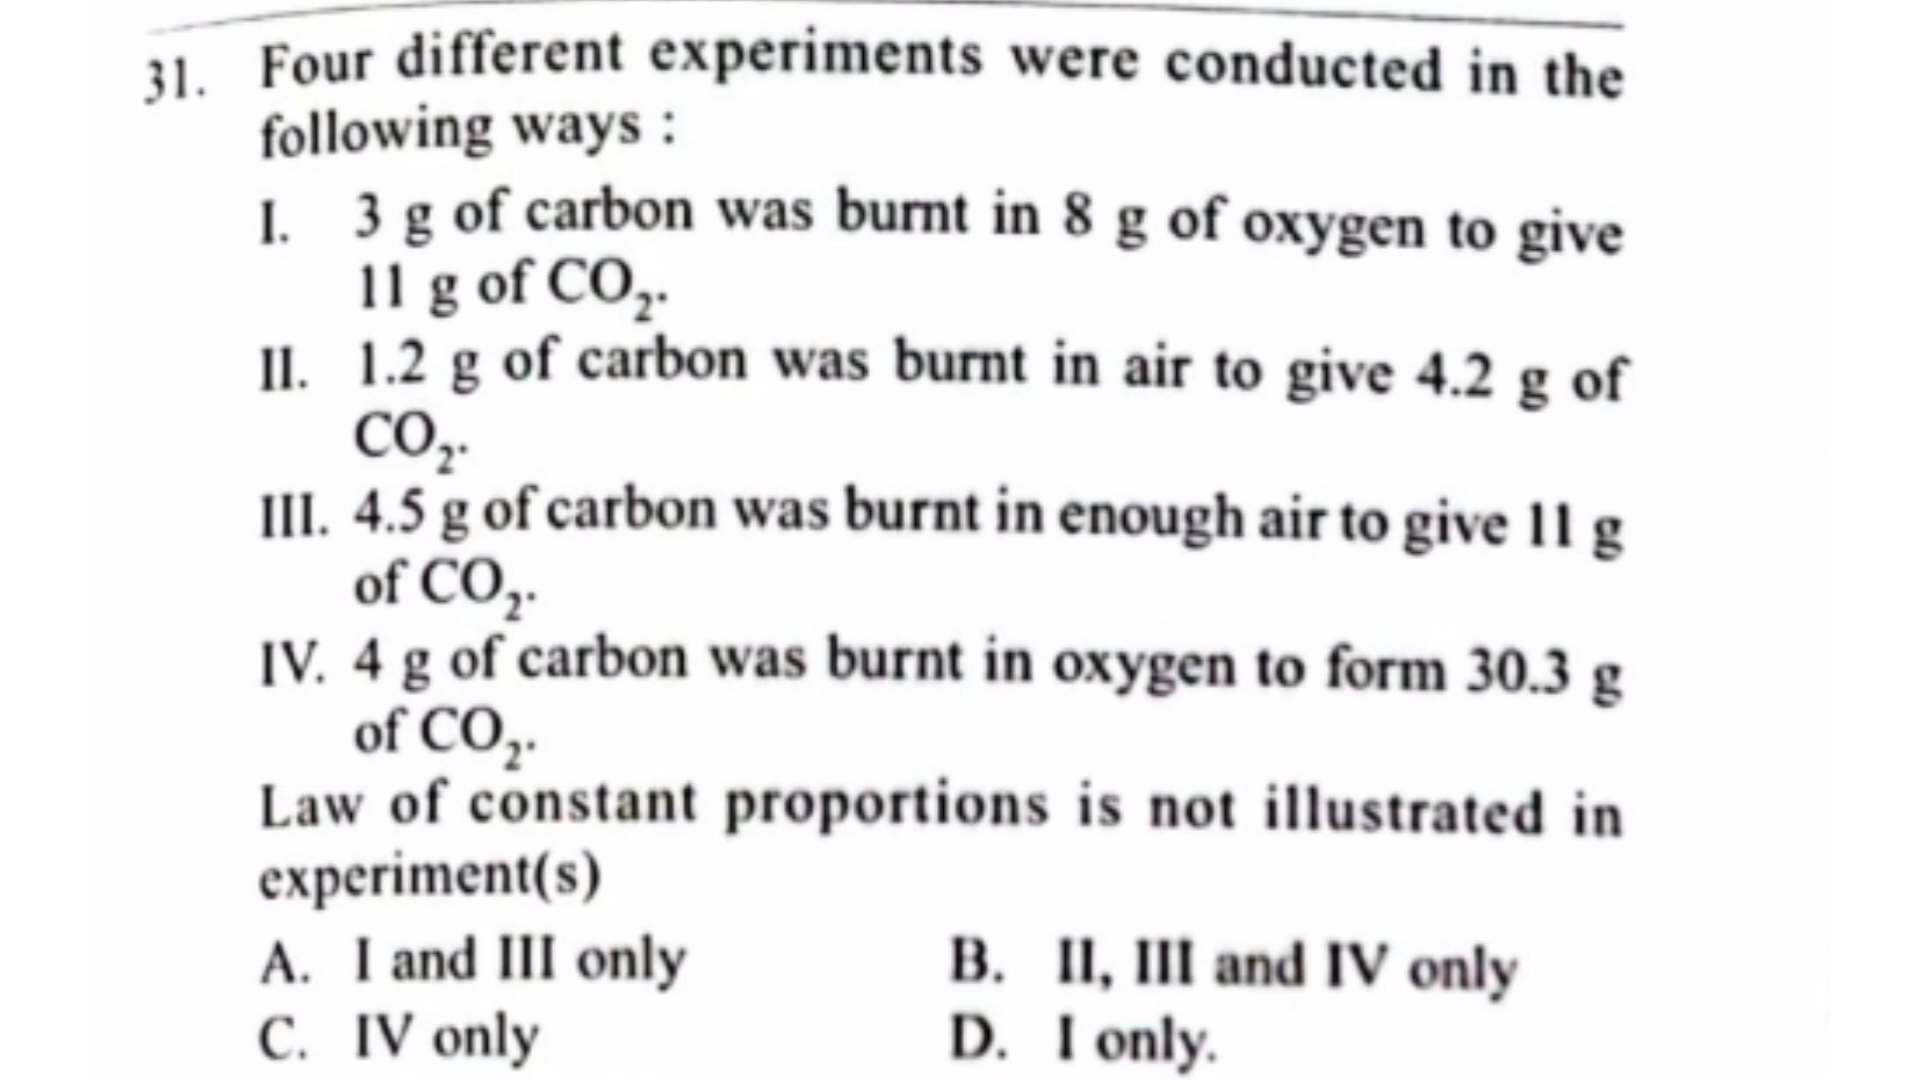 31. Four different experiments were conducted in the
following ways :
I. 3 g of carbon was burnt in 8 g of oxygen to give
11 g of CO₂.
II. 1.2 g of carbon was burnt in air to give 4.2 g of
CO₂.
III. 4.5 g of carbon was burnt in enough air to give 11 g
of CO₂.
IV. 4 g of carbon was burnt in oxygen to form 30.3 g
of CO₂.
Law of constant proportions is not illustrated in
experiment(s)
A. I and III only B. II, III and IV only
C. IV only D. I only.